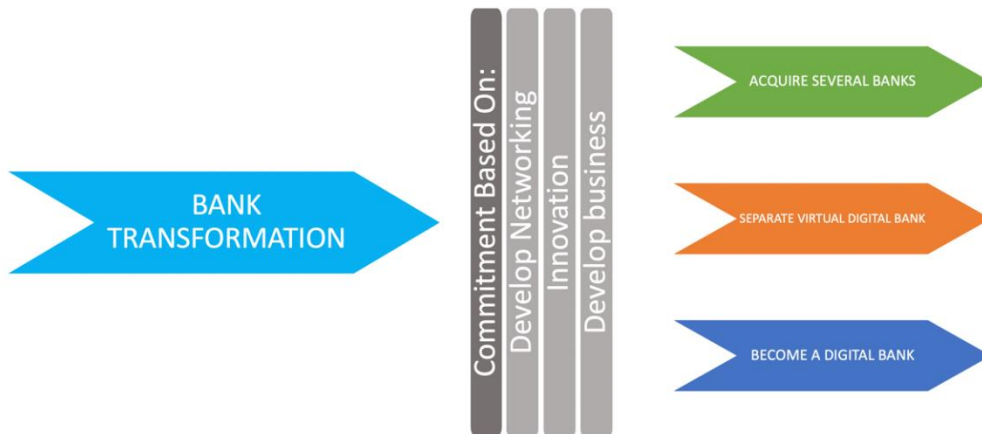 BANK
TRANSFORMATION
Commitment Based On:
Develop Networking
Innovation
Develop business
ACQUIRE SEVERAL BANKS
SEPARATE VIRTUAL DIGITAL BANK
BECOME A DIGITAL BANK